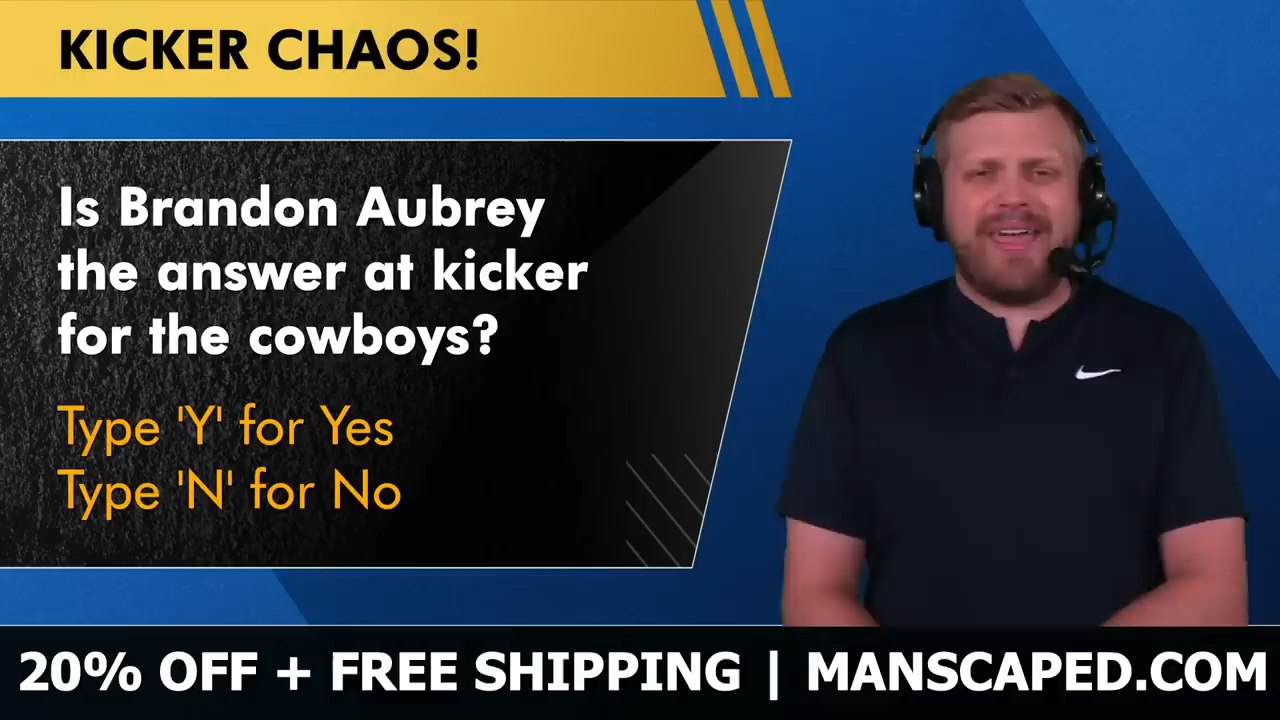 KICKER CHAOS!
Is Brandon Aubrey
the answer at kicker
for the cowboys?
Type 'Y' for Yes
Type 'N' for No
20% OFF + FREE SHIPPING | MANSCAPED.COM